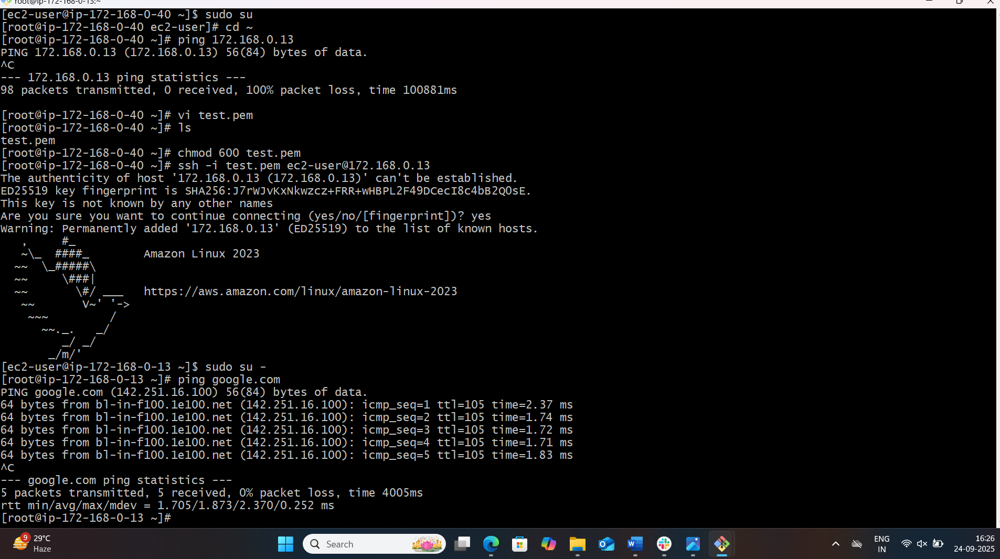 root@ip-172-168-0-13:~
[ec2-user@ip-172-168-0-40 ~]$ sudo su
[root@ip-172-168-0-40 ec2-user]# cd ~
[root@ip-172-168-0-40 ~]# ping 172.168.0.13
PING 172.168.0.13 (172.168.0.13) 56(84) bytes of data.
^C
--- 172.168.0.13 ping statistics ---
98 packets transmitted, 0 received, 100% packet loss, time 100881ms

[root@ip-172-168-0-40 ~]# vi test.pem
[root@ip-172-168-0-40 ~]# ls
test.pem
[root@ip-172-168-0-40 ~]# chmod 600 test.pem
[root@ip-172-168-0-40 ~]# ssh -i test.pem ec2-user@172.168.0.13
The authenticity of host '172.168.0.13 (172.168.0.13)' can't be established.
ED25519 key fingerprint is SHA256:J7rWJvKxNkwzcz+FRR+wHBPL2F49DCecI8c4bB2QOsE.
This key is not known by any other names
Are you sure you want to continue connecting (yes/no/[fingerprint])? yes
Warning: Permanently added '172.168.0.13' (ED25519) to the list of known hosts.
   ,     #_
   ~\_  ####_        Amazon Linux 2023
  ~~  \_#####\
  ~~     \###|
  ~~       \#/ ___   https://aws.amazon.com/linux/amazon-linux-2023
   ~~       V~' '->
    ~~~         /
      ~~._.   _/
         _/ _/
       _/m/'
[ec2-user@ip-172-168-0-13 ~]$ sudo su -
[root@ip-172-168-0-13 ~]# ping google.com
PING google.com (142.251.16.100) 56(84) bytes of data.
64 bytes from bl-in-f100.1e100.net (142.251.16.100): icmp_seq=1 ttl=105 time=2.37 ms
64 bytes from bl-in-f100.1e100.net (142.251.16.100): icmp_seq=2 ttl=105 time=1.74 ms
64 bytes from bl-in-f100.1e100.net (142.251.16.100): icmp_seq=3 ttl=105 time=1.72 ms
64 bytes from bl-in-f100.1e100.net (142.251.16.100): icmp_seq=4 ttl=105 time=1.71 ms
64 bytes from bl-in-f100.1e100.net (142.251.16.100): icmp_seq=5 ttl=105 time=1.83 ms
^C
--- google.com ping statistics ---
5 packets transmitted, 5 received, 0% packet loss, time 4005ms
rtt min/avg/max/mdev = 1.705/1.873/2.370/0.252 ms
[root@ip-172-168-0-13 ~]#
9
29°C
Haze
Search
ENG
IN
16:26
24-09-2025